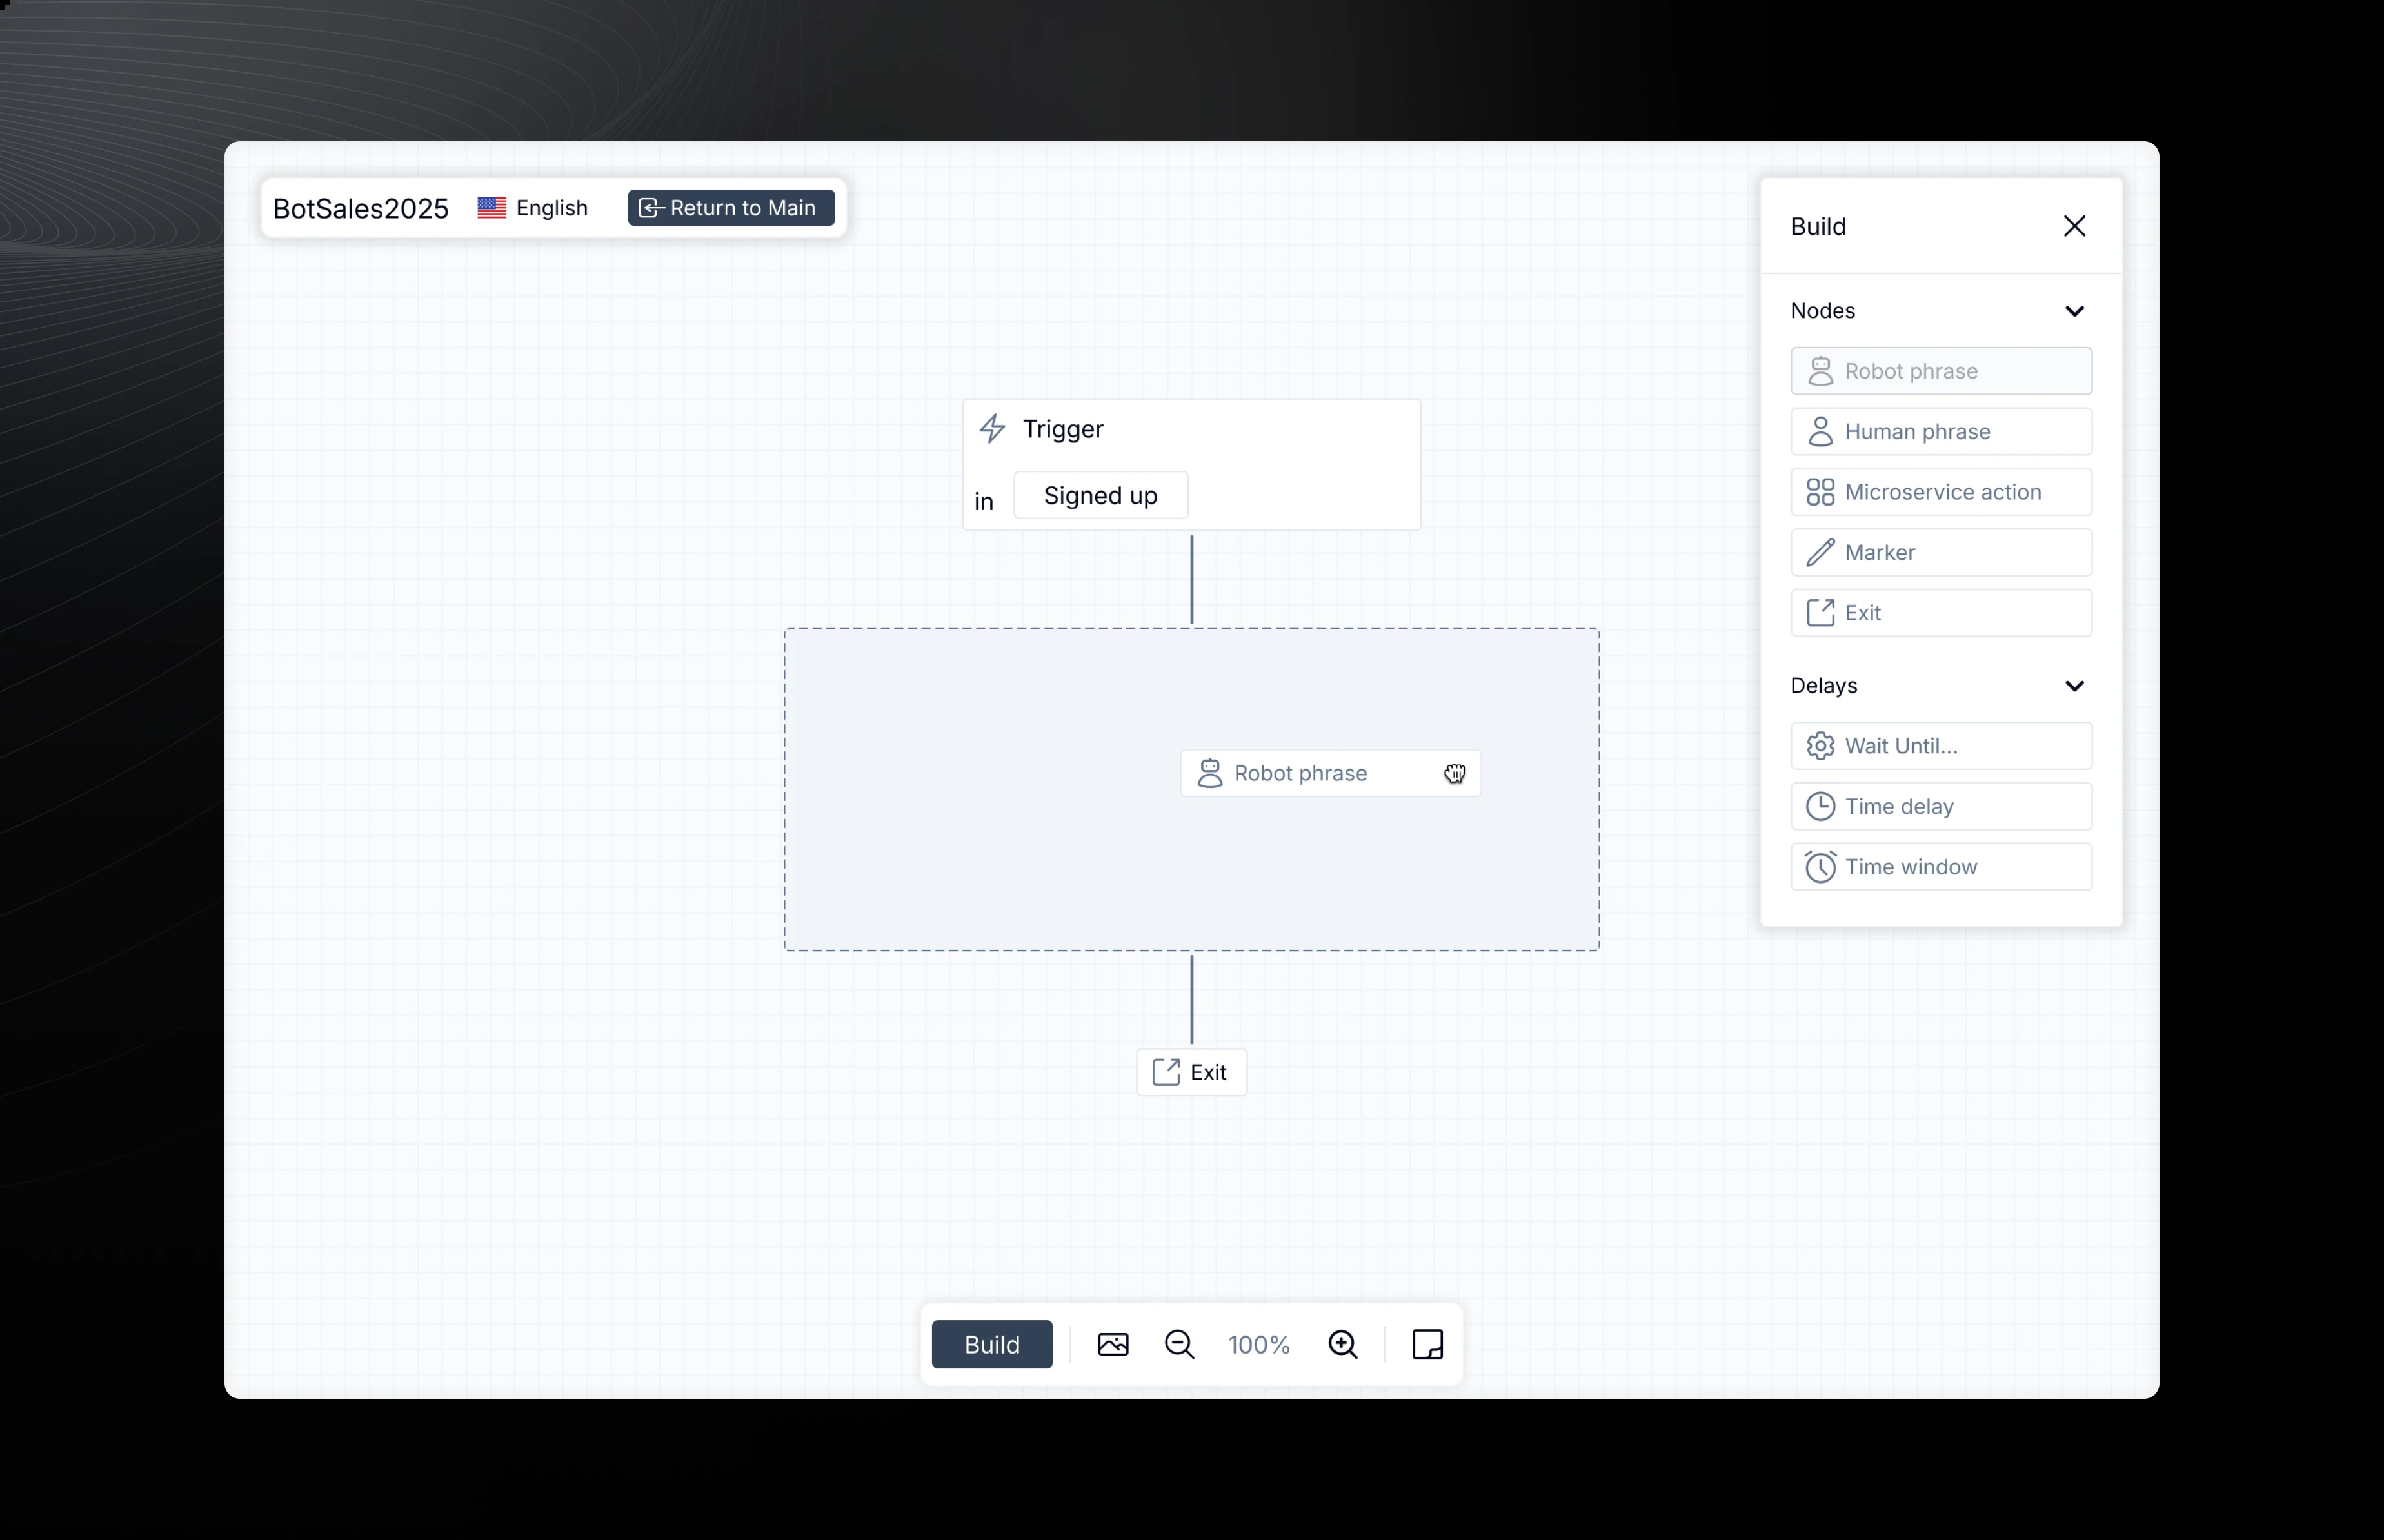 BotSales2025 English Return to Main
Trigger
in Signed up
Robot phrase
Exit
Build
Nodes
Robot phrase
Human phrase
Microservice action
Marker
Exit
Delays
Wait Until...
Time delay
Time window
Build 100%